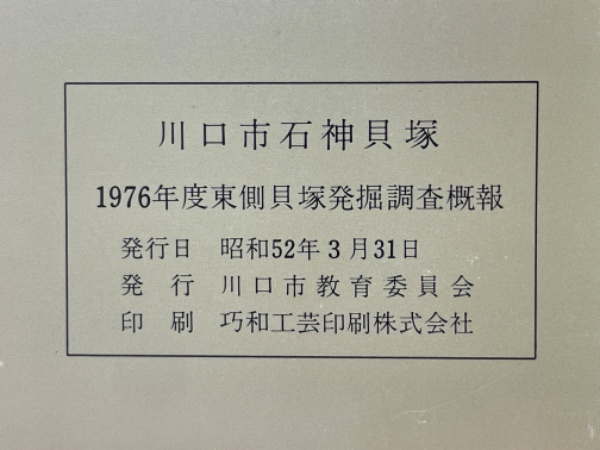 川口市石神貝塚
1976年度東側貝塚発掘調査概報
発行日 昭和52年3月31日
発行 川口市教育委員会
印刷 巧和工芸印刷株式会社